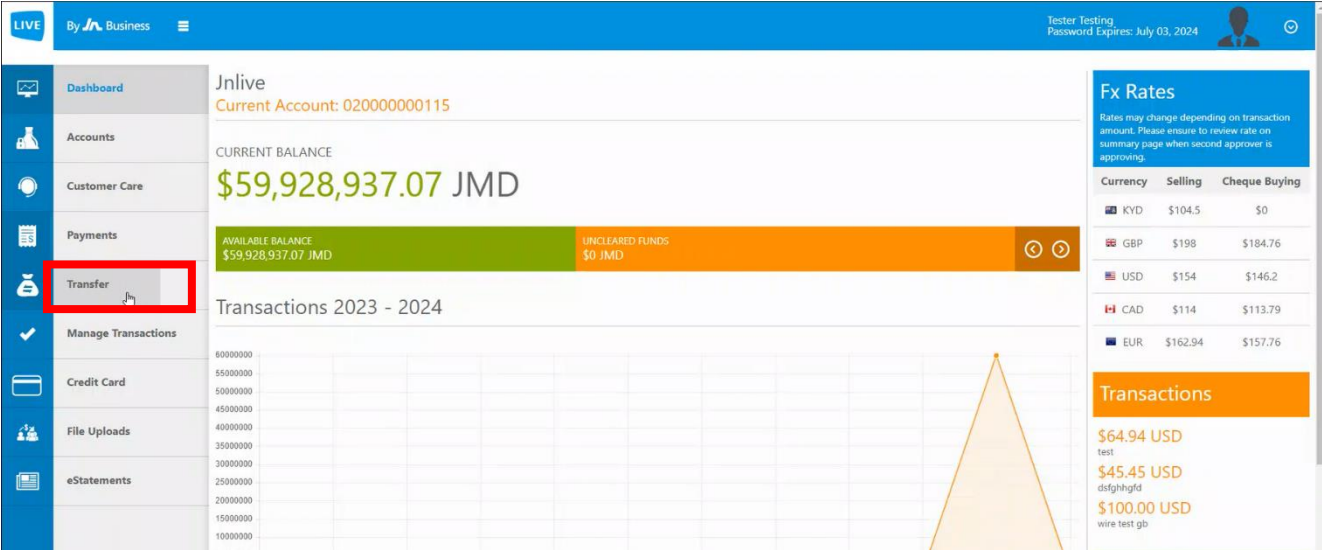 LIVE
By JN Business
Tester Testing
Password Expires: July 03, 2024
Dashboard
Accounts
Customer Care
Payments
Transfer
Manage Transactions
Credit Card
File Uploads
eStatements
Jnlive
Current Account: 020000000115
CURRENT BALANCE
$59,928,937.07 JMD
AVAILABLE BALANCE
$59,928,937.07 JMD
UNCLEARED FUNDS
$0 JMD
Transactions 2023 - 2024
60000000
55000000
50000000
45000000
40000000
35000000
30000000
25000000
20000000
15000000
10000000
Fx Rates
Rates may change depending on transaction
amount. Please ensure to review rate on
summary page when second approver is
approving.
Currency Selling Cheque Buying
KYD $104.5 $0
GBP $198 $184.76
USD $154 $146.2
CAD $114 $113.79
EUR $162.94 $157.76
Transactions
$64.94 USD
test
$45.45 USD
dsfghhgfd
$100.00 USD
wire test gb